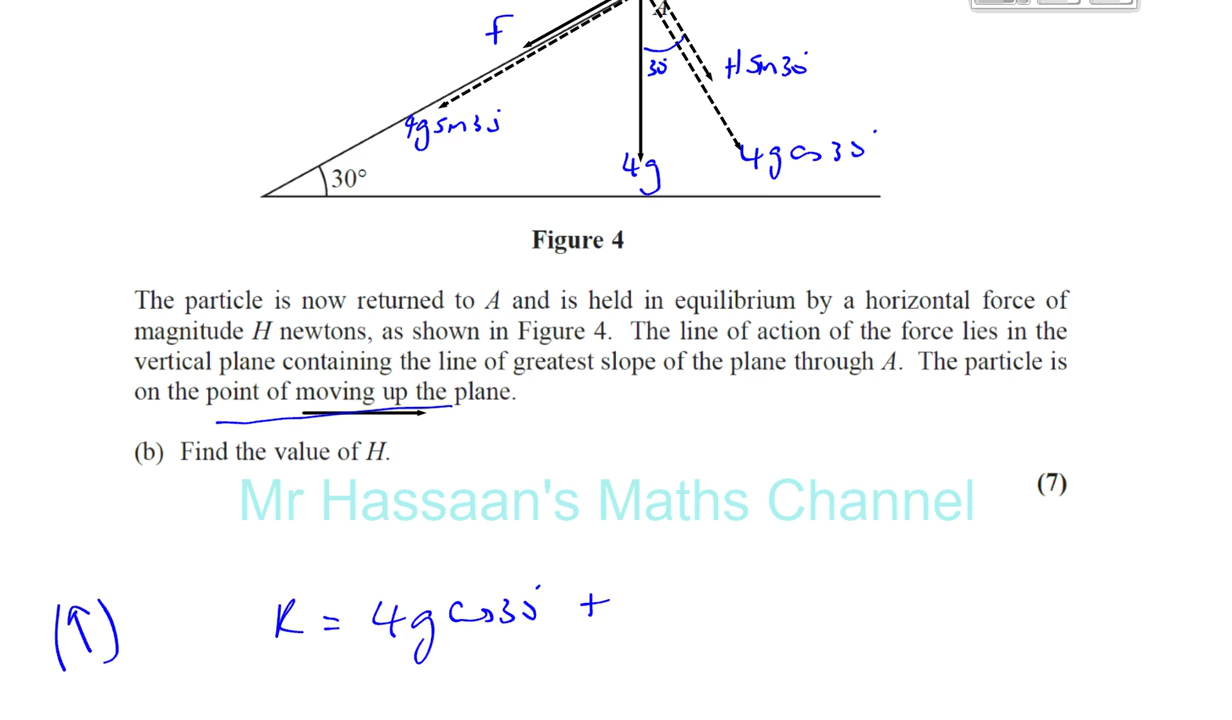 F
A
30°
H sin 30°
4g sin 30°
4g cos 30°
30°
4g
Figure 4
The particle is now returned to A and is held in equilibrium by a horizontal force of
magnitude H newtons, as shown in Figure 4. The line of action of the force lies in the
vertical plane containing the line of greatest slope of the plane through A. The particle is
on the point of moving up the plane.
(b) Find the value of H.
(7)
Mr Hassaan's Maths Channel
(↑) R = 4g cos 30° +